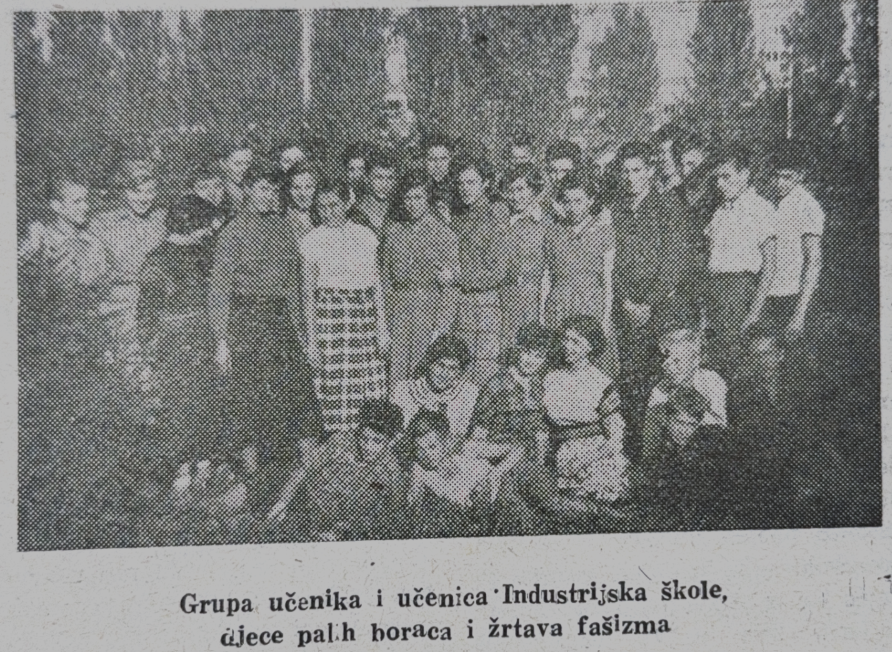 Grupa učenika i učenica Industrijska škole,
djece palih boraca i žrtava fašizma